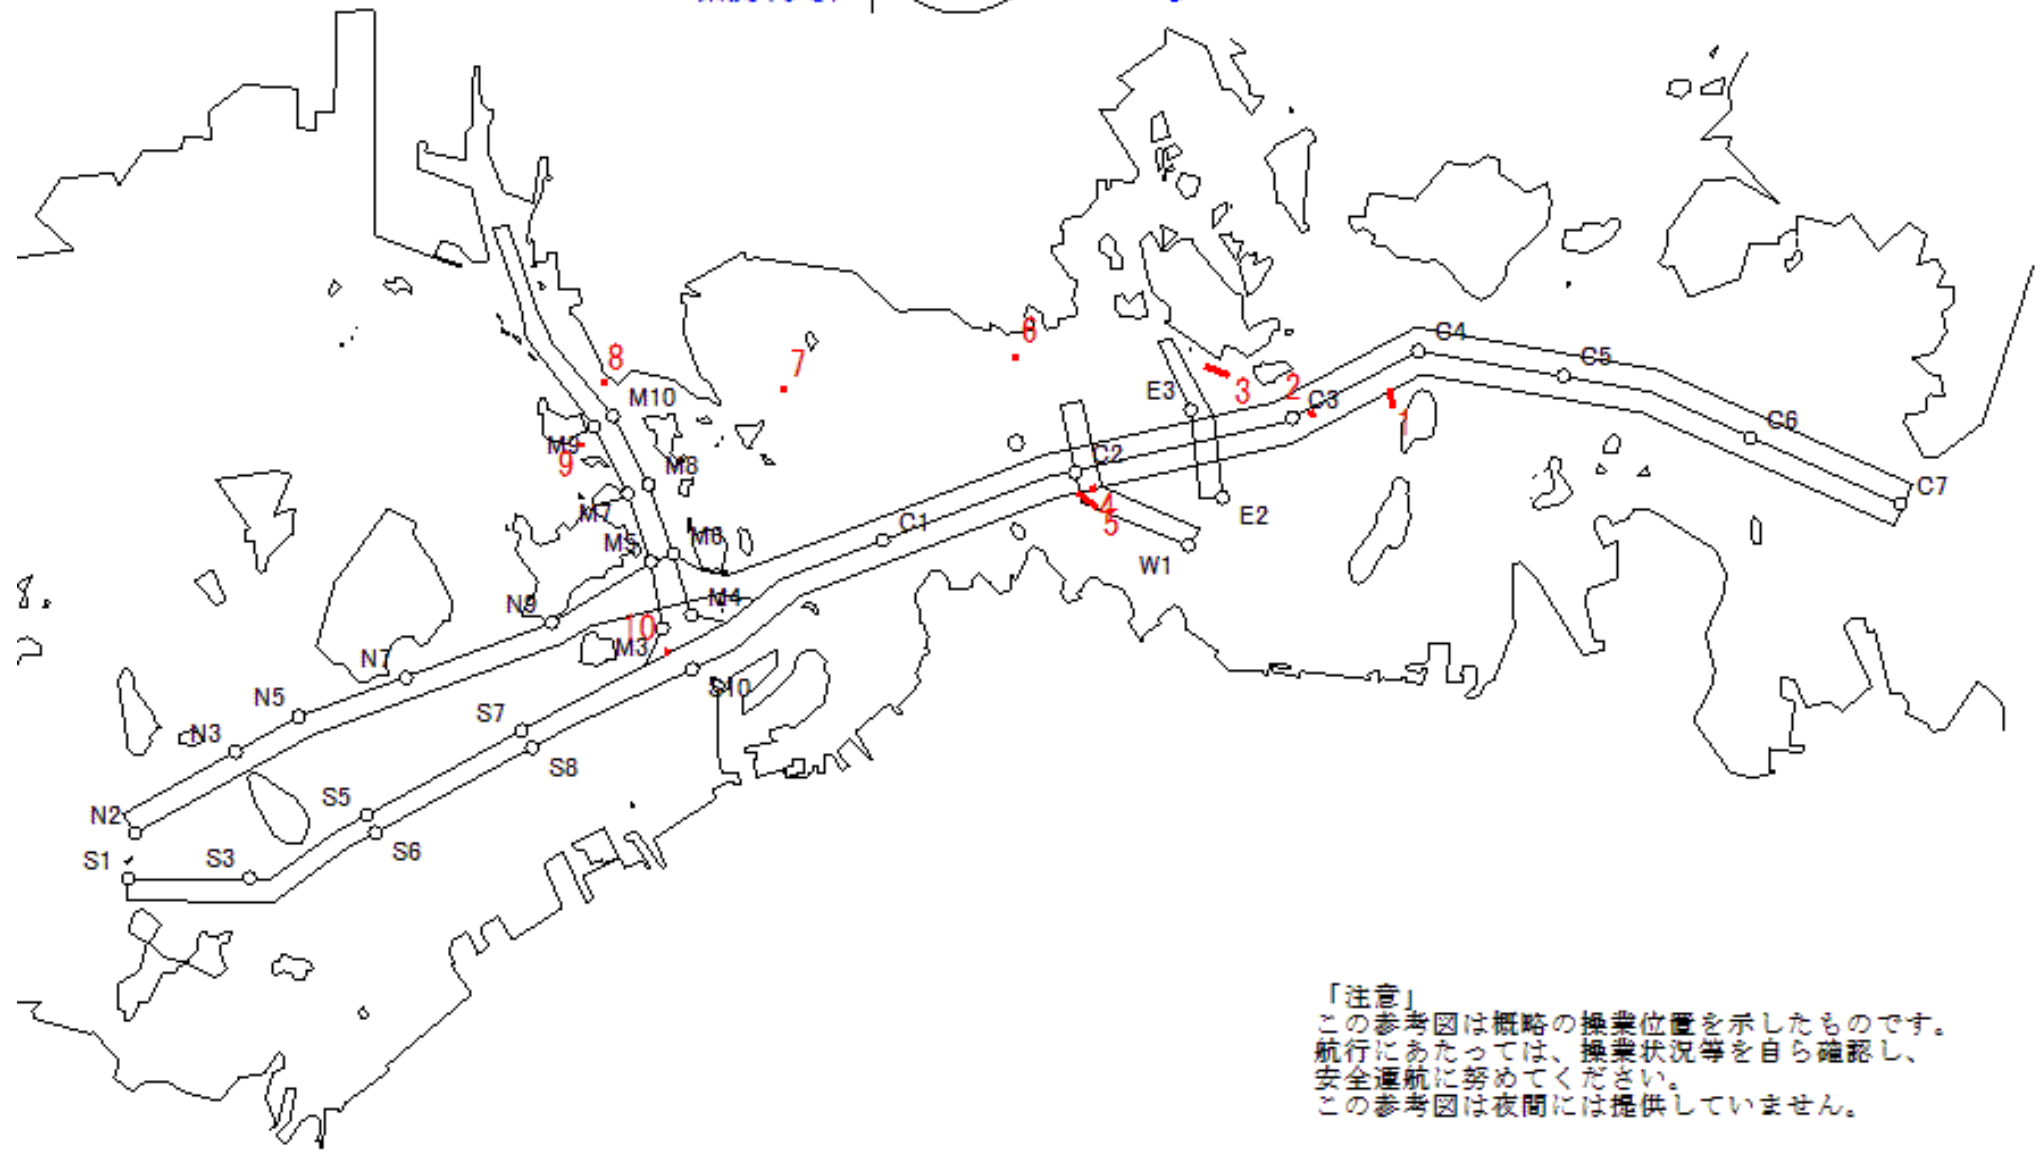 8
7
6
M10
E3
3
2
C3
C4
C5
1
C6
M9
9
M8
C2
C7
M7
4
5
E2
M5
M6
C1
W1
N9
M4
10
M3
N7
N5
S10
N3
S7
S8
N2
S5
S6
S1
S3
「注意」
この参考図は概略の操業位置を示したものです。
航行にあたっては、操業状況等を自ら確認し、
安全運航に努めてください。
この参考図は夜間には提供していません。